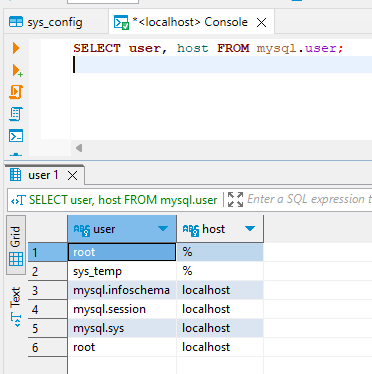 sys_config
*<localhost> Console
SELECT user, host FROM mysql.user;
user 1
SELECT user, host FROM mysql.user
Enter a SQL expression t
Grid
Text
user host
1 root %
2 sys_temp %
3 mysql.infoschema localhost
4 mysql.session localhost
5 mysql.sys localhost
6 root localhost